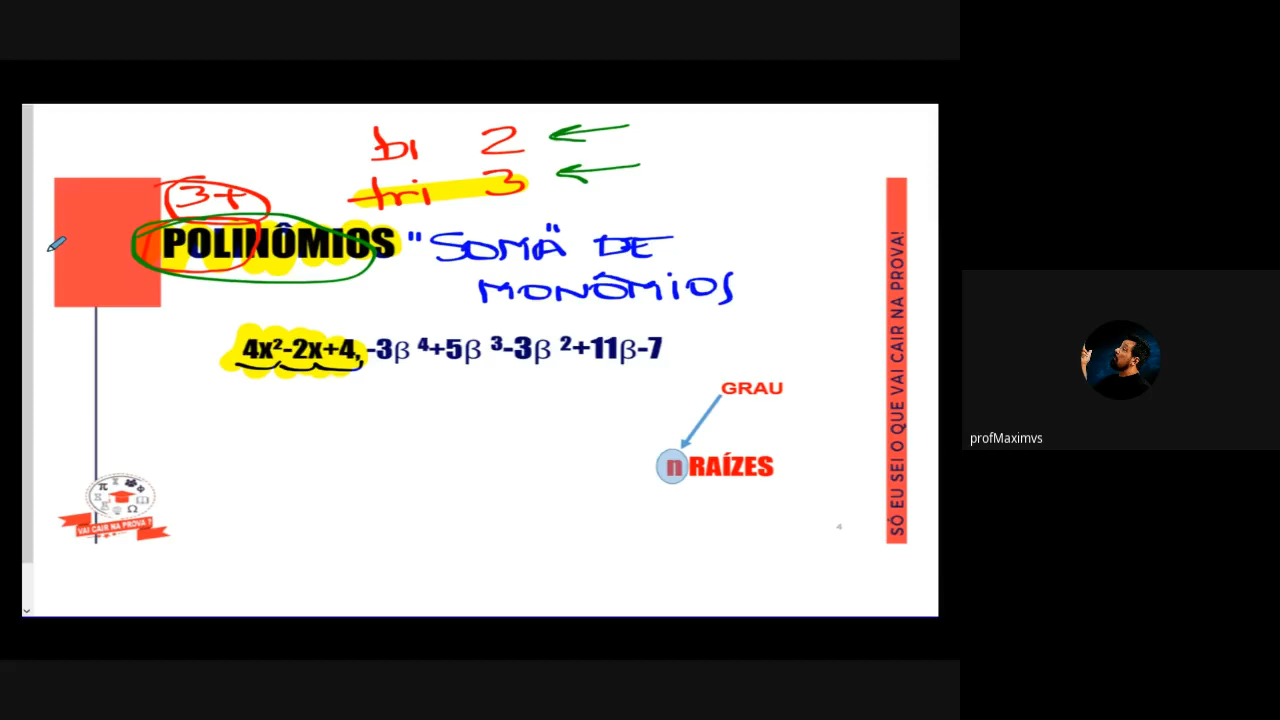 bi 2
tri 3
3+
POLINÔMIOS "SOMA" DE
MONÔMIOS
4x²-2x+4, -3β ⁴+5β ³-3β ²+11β-7
GRAU
n RAÍZES
VAI CAIR NA PROVA ?
4
SÓ EU SEI O QUE VAI CAIR NA PROVA!
profMaximvs